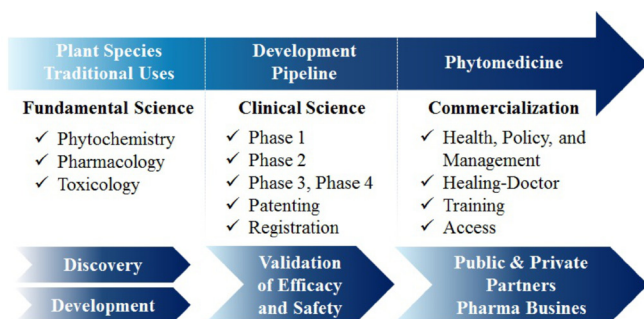 Plant Species
Traditional Uses
Development
Pipeline
Phytomedicine
Fundamental Science
✓ Phytochemistry
✓ Pharmacology
✓ Toxicology
Clinical Science
✓ Phase 1
✓ Phase 2
✓ Phase 3, Phase 4
✓ Patenting
✓ Registration
Commercialization
✓ Health, Policy, and
Management
✓ Healing-Doctor
✓ Training
✓ Access
Discovery
Development
Validation
of Efficacy
and Safety
Public & Private
Partners
Pharma Busines